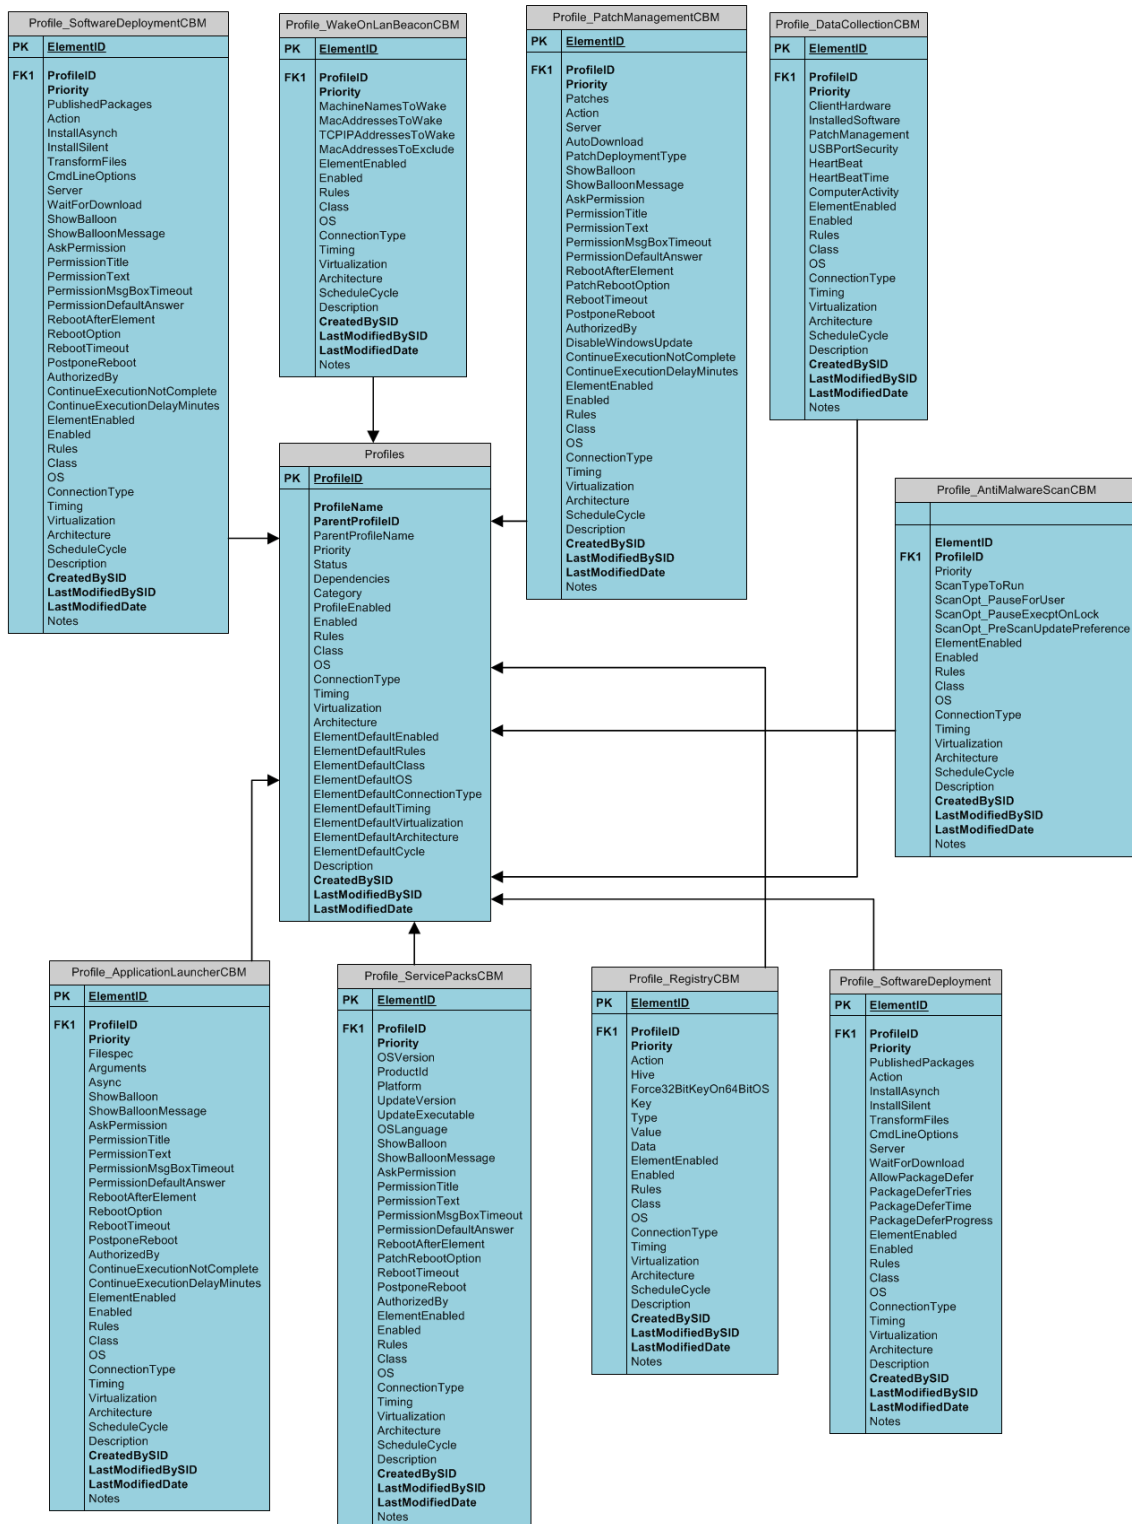 Profile_SoftwareDeploymentCBM
PK ElementID
FK1 ProfileID
Priority
PublishedPackages
Action
InstallAsynch
InstallSilent
TransformFiles
CmdLineOptions
Server
WaitForDownload
ShowBalloon
ShowBalloonMessage
AskPermission
PermissionTitle
PermissionText
PermissionMsgBoxTimeout
PermissionDefaultAnswer
RebootAfterElement
RebootOption
RebootTimeout
PostponeReboot
AuthorizedBy
ContinueExecutionNotComplete
ContinueExecutionDelayMinutes
ElementEnabled
Enabled
Rules
Class
OS
ConnectionType
Timing
Virtualization
Architecture
ScheduleCycle
Description
CreatedBySID
LastModifiedBySID
LastModifiedDate
Notes
Profile_WakeOnLanBeaconCBM
PK ElementID
FK1 ProfileID
Priority
MachineNamesToWake
MacAddressesToWake
TCPIPAddressesToWake
MacAddressesToExclude
ElementEnabled
Enabled
Rules
Class
OS
ConnectionType
Timing
Virtualization
Architecture
ScheduleCycle
Description
CreatedBySID
LastModifiedBySID
LastModifiedDate
Notes
Profile_PatchManagementCBM
PK ElementID
FK1 ProfileID
Priority
Patches
Action
Server
AutoDownload
PatchDeploymentType
ShowBalloon
ShowBalloonMessage
AskPermission
PermissionTitle
PermissionText
PermissionMsgBoxTimeout
PermissionDefaultAnswer
RebootAfterElement
PatchRebootOption
RebootTimeout
PostponeReboot
AuthorizedBy
DisableWindowsUpdate
ContinueExecutionNotComplete
ContinueExecutionDelayMinutes
ElementEnabled
Enabled
Rules
Class
OS
ConnectionType
Timing
Virtualization
Architecture
ScheduleCycle
Description
CreatedBySID
LastModifiedBySID
LastModifiedDate
Notes
Profile_DataCollectionCBM
PK ElementID
FK1 ProfileID
Priority
ClientHardware
InstalledSoftware
PatchManagement
USBPortSecurity
HeartBeat
HeartBeatTime
ComputerActivity
ElementEnabled
Enabled
Rules
Class
OS
ConnectionType
Timing
Virtualization
Architecture
ScheduleCycle
Description
CreatedBySID
LastModifiedBySID
LastModifiedDate
Notes
Profiles
PK ProfileID
ProfileName
ParentProfileID
ParentProfileName
Priority
Status
Dependencies
Category
ProfileEnabled
Enabled
Rules
Class
OS
ConnectionType
Timing
Virtualization
Architecture
ElementDefaultEnabled
ElementDefaultRules
ElementDefaultClass
ElementDefaultOS
ElementDefaultConnectionType
ElementDefaultTiming
ElementDefaultVirtualization
ElementDefaultArchitecture
ElementDefaultCycle
Description
CreatedBySID
LastModifiedBySID
LastModifiedDate
Profile_AntiMalwareScanCBM
ElementID
FK1 ProfileID
Priority
ScanTypeToRun
ScanOpt_PauseForUser
ScanOpt_PauseExecptOnLock
ScanOpt_PreScanUpdatePreference
ElementEnabled
Enabled
Rules
Class
OS
ConnectionType
Timing
Virtualization
Architecture
ScheduleCycle
Description
CreatedBySID
LastModifiedBySID
LastModifiedDate
Notes
Profile_ApplicationLauncherCBM
PK ElementID
FK1 ProfileID
Priority
Filespec
Arguments
Async
ShowBalloon
ShowBalloonMessage
AskPermission
PermissionTitle
PermissionText
PermissionMsgBoxTimeout
PermissionDefaultAnswer
RebootAfterElement
RebootOption
RebootTimeout
PostponeReboot
AuthorizedBy
ContinueExecutionNotComplete
ContinueExecutionDelayMinutes
ElementEnabled
Enabled
Rules
Class
OS
ConnectionType
Timing
Virtualization
Architecture
ScheduleCycle
Description
CreatedBySID
LastModifiedBySID
LastModifiedDate
Notes
Profile_ServicePacksCBM
PK ElementID
FK1 ProfileID
Priority
OSVersion
ProductId
Platform
UpdateVersion
UpdateExecutable
OSLanguage
ShowBalloon
ShowBalloonMessage
AskPermission
PermissionTitle
PermissionText
PermissionMsgBoxTimeout
PermissionDefaultAnswer
RebootAfterElement
PatchRebootOption
RebootTimeout
PostponeReboot
AuthorizedBy
ElementEnabled
Enabled
Rules
Class
OS
ConnectionType
Timing
Virtualization
Architecture
ScheduleCycle
Description
CreatedBySID
LastModifiedBySID
LastModifiedDate
Notes
Profile_RegistryCBM
PK ElementID
FK1 ProfileID
Priority
Action
Hive
Force32BitKeyOn64BitOS
Key
Type
Value
Data
ElementEnabled
Enabled
Rules
Class
OS
ConnectionType
Timing
Virtualization
Architecture
ScheduleCycle
Description
CreatedBySID
LastModifiedBySID
LastModifiedDate
Notes
Profile_SoftwareDeployment
PK ElementID
FK1 ProfileID
Priority
PublishedPackages
Action
InstallAsynch
InstallSilent
TransformFiles
CmdLineOptions
Server
WaitForDownload
AllowPackageDefer
PackageDeferTries
PackageDeferTime
PackageDeferProgress
ElementEnabled
Enabled
Rules
Class
OS
ConnectionType
Timing
Virtualization
Architecture
Description
CreatedBySID
LastModifiedBySID
LastModifiedDate
Notes